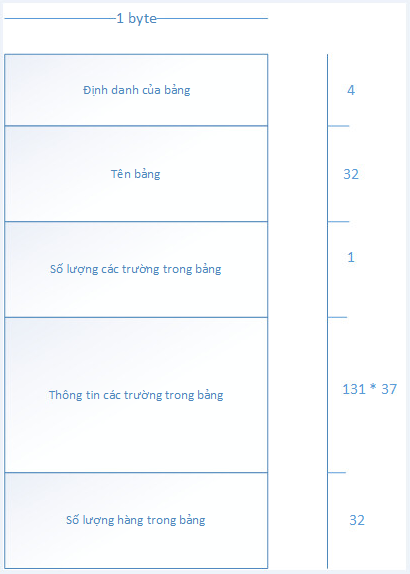 1 byte
Định danh của bảng
4
Tên bảng
32
Số lượng các trường trong bảng
1
Thông tin các trường trong bảng
131 * 37
Số lượng hàng trong bảng
32